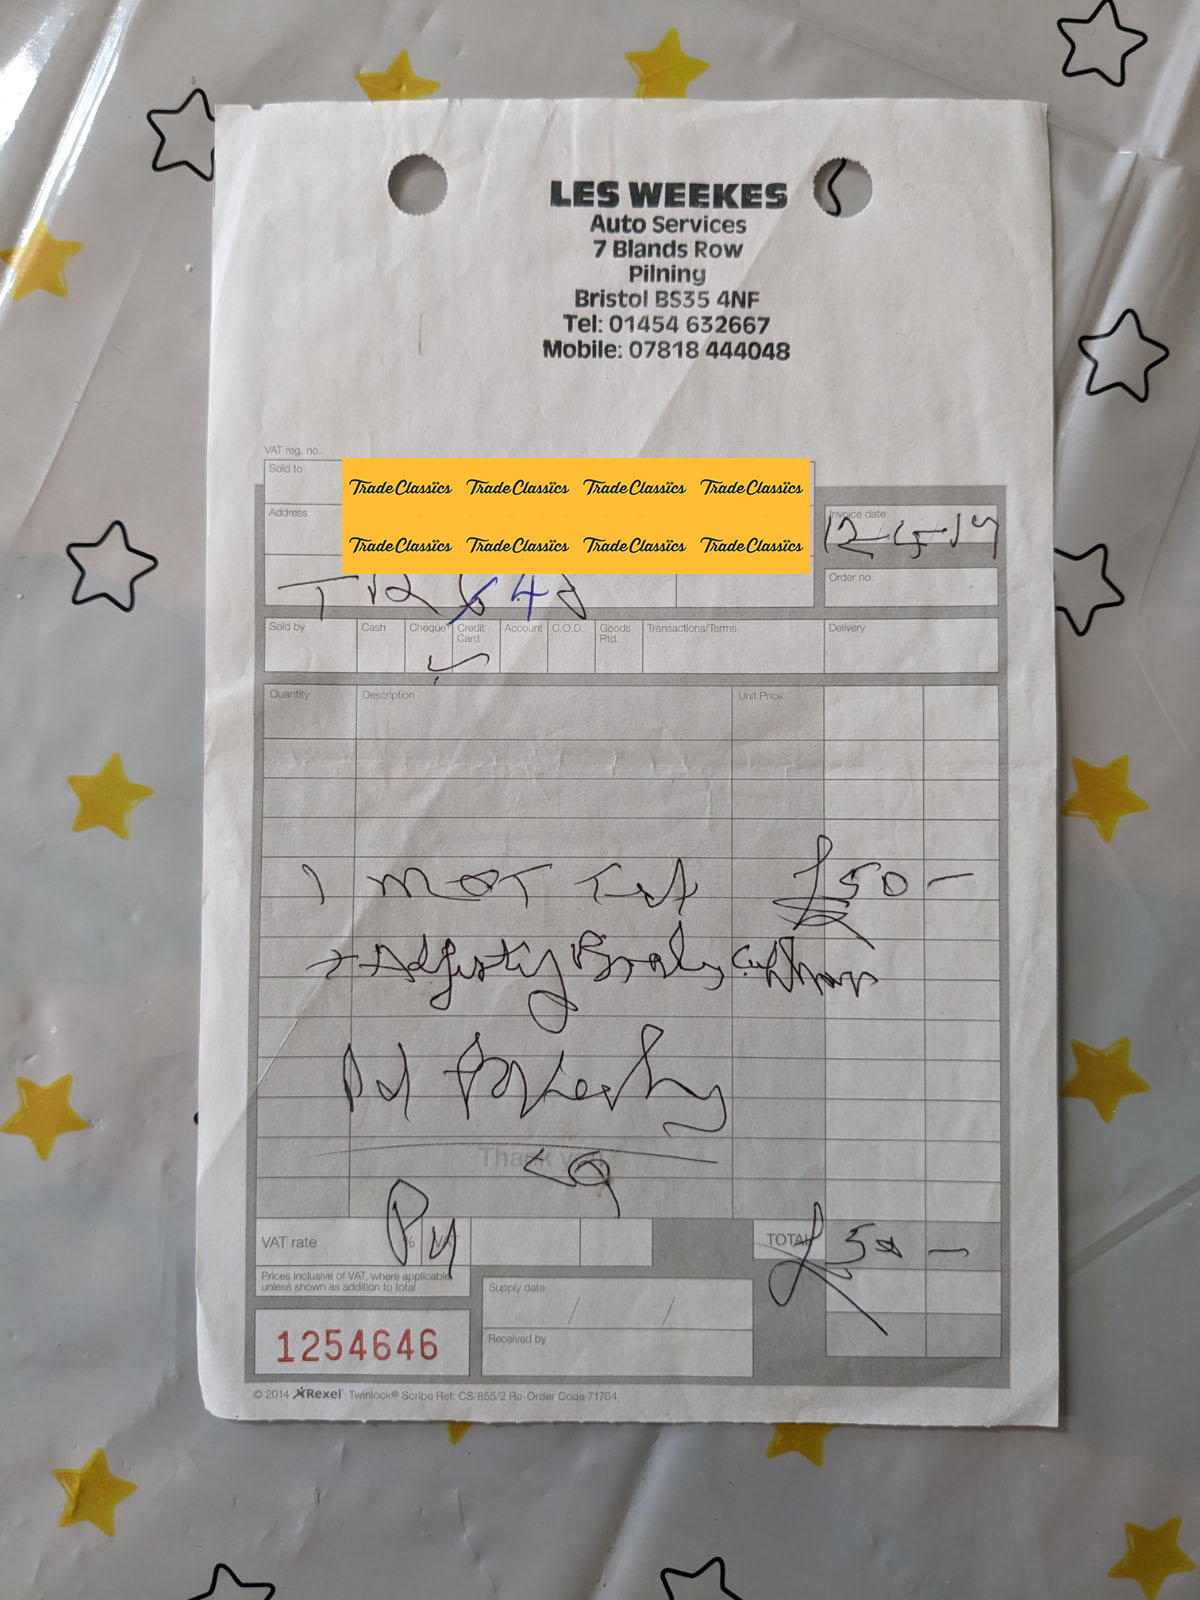 LES WEEKES
Auto Services
7 Blands Row
Pilning
Bristol BS35 4NF
Tel: 01454 632667
Mobile: 07818 444048
VAT reg. no.
Sold to
TradeClassics TradeClassics TradeClassics TradeClassics
Address
Invoice date
TradeClassics TradeClassics TradeClassics TradeClassics
Order no.
Sold by Cash Cheque Credit Card Account C.O.D. Goods Rtd. Transactions/Terms Delivery
Quantity Description Unit Price
1 MOT Test £50 -
+ Adjusting
Pd
Thank you
Pd
VAT rate % VAT TOTAL £50 -
Prices inclusive of VAT, where applicable,
unless shown as addition to total
Supply date / /
1254646
Received by
© 2014 Rexel Twinlock® Scribe Ref: CS/855/2 Re-Order Code 71704